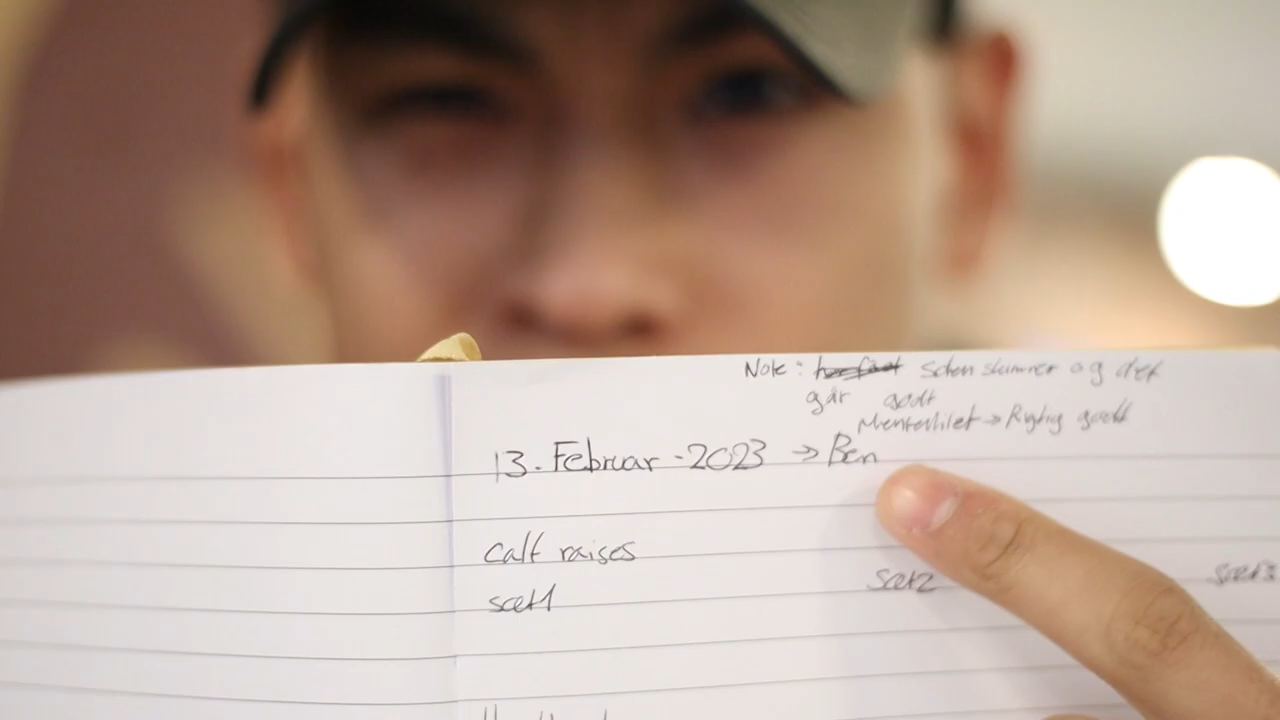 Note: solen skinner og det
går godt
Mentalitet → Rigtig godt
13. Februar - 2023 → Ben
calf raises
sæt1 sæt2 sæt3